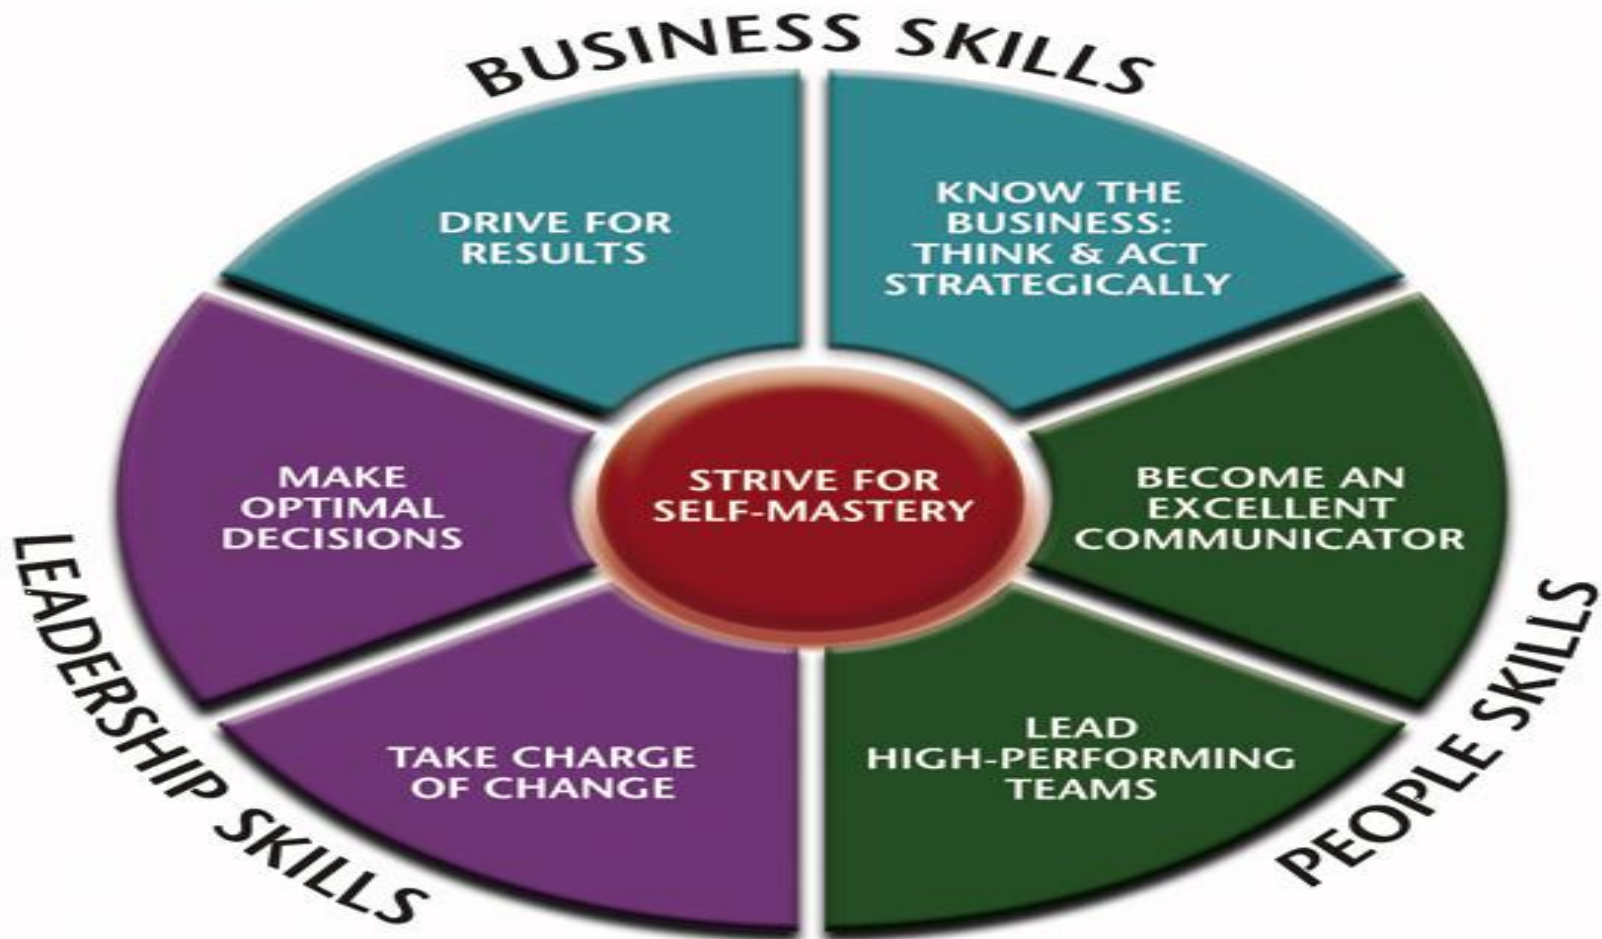 BUSINESS SKILLS
DRIVE FOR
RESULTS
KNOW THE
BUSINESS:
THINK & ACT
STRATEGICALLY
MAKE
OPTIMAL
DECISIONS
STRIVE FOR
SELF-MASTERY
BECOME AN
EXCELLENT
COMMUNICATOR
TAKE CHARGE
OF CHANGE
LEAD
HIGH-PERFORMING
TEAMS
LEADERSHIP SKILLS
PEOPLE SKILLS